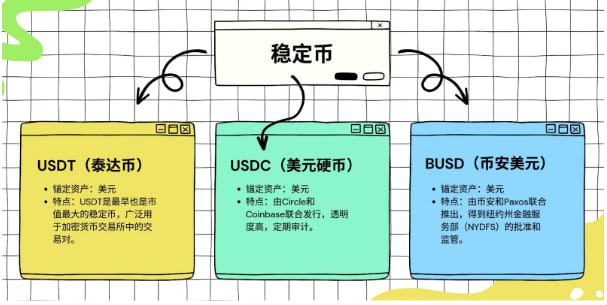 稳定币
USDT（泰达币）
• 锚定资产：美元
• 特点：USDT是最早也是市
值最大的稳定币，广泛用
于加密货币交易所中的交
易对。
USDC（美元硬币）
• 锚定资产：美元
• 特点：由Circle和
Coinbase联合发行，透明
度高，定期审计。
BUSD（币安美元）
• 锚定资产：美元
• 特点：由币安和Paxos联合
推出，得到纽约州金融服
务部（NYDFS）的批准和
监管。